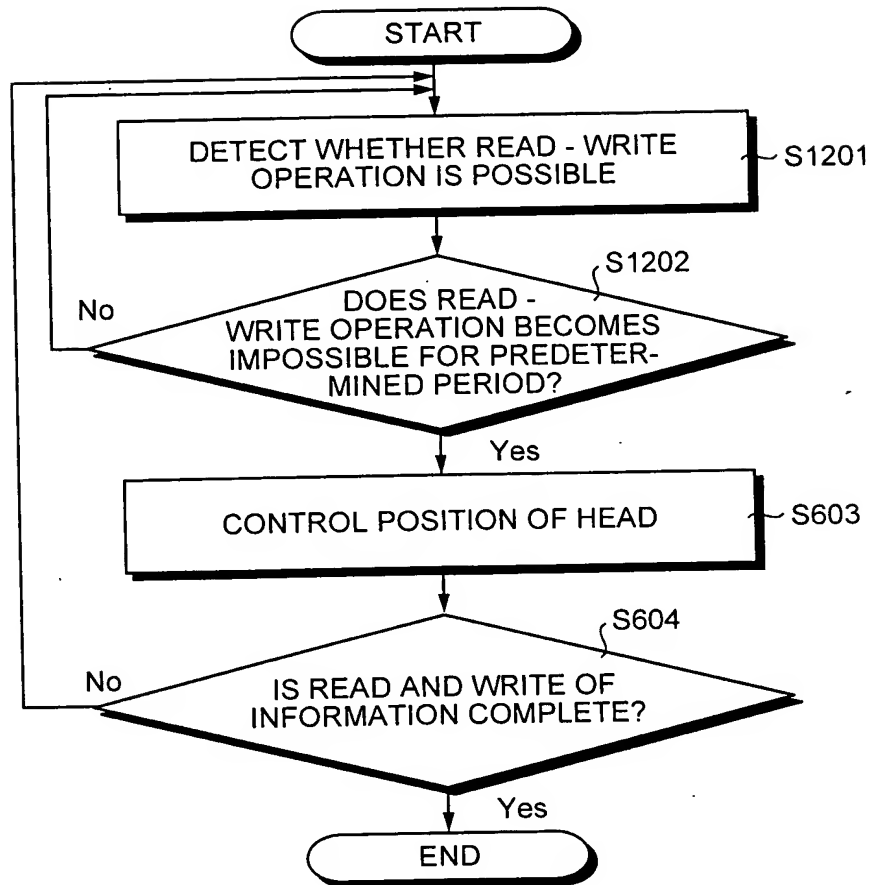 START
DETECT WHETHER READ - WRITE
OPERATION IS POSSIBLE
S1201
S1202
No
DOES READ -
WRITE OPERATION BECOMES
IMPOSSIBLE FOR PREDETER-
MINED PERIOD?
Yes
CONTROL POSITION OF HEAD
S603
S604
No
IS READ AND WRITE OF
INFORMATION COMPLETE?
Yes
END